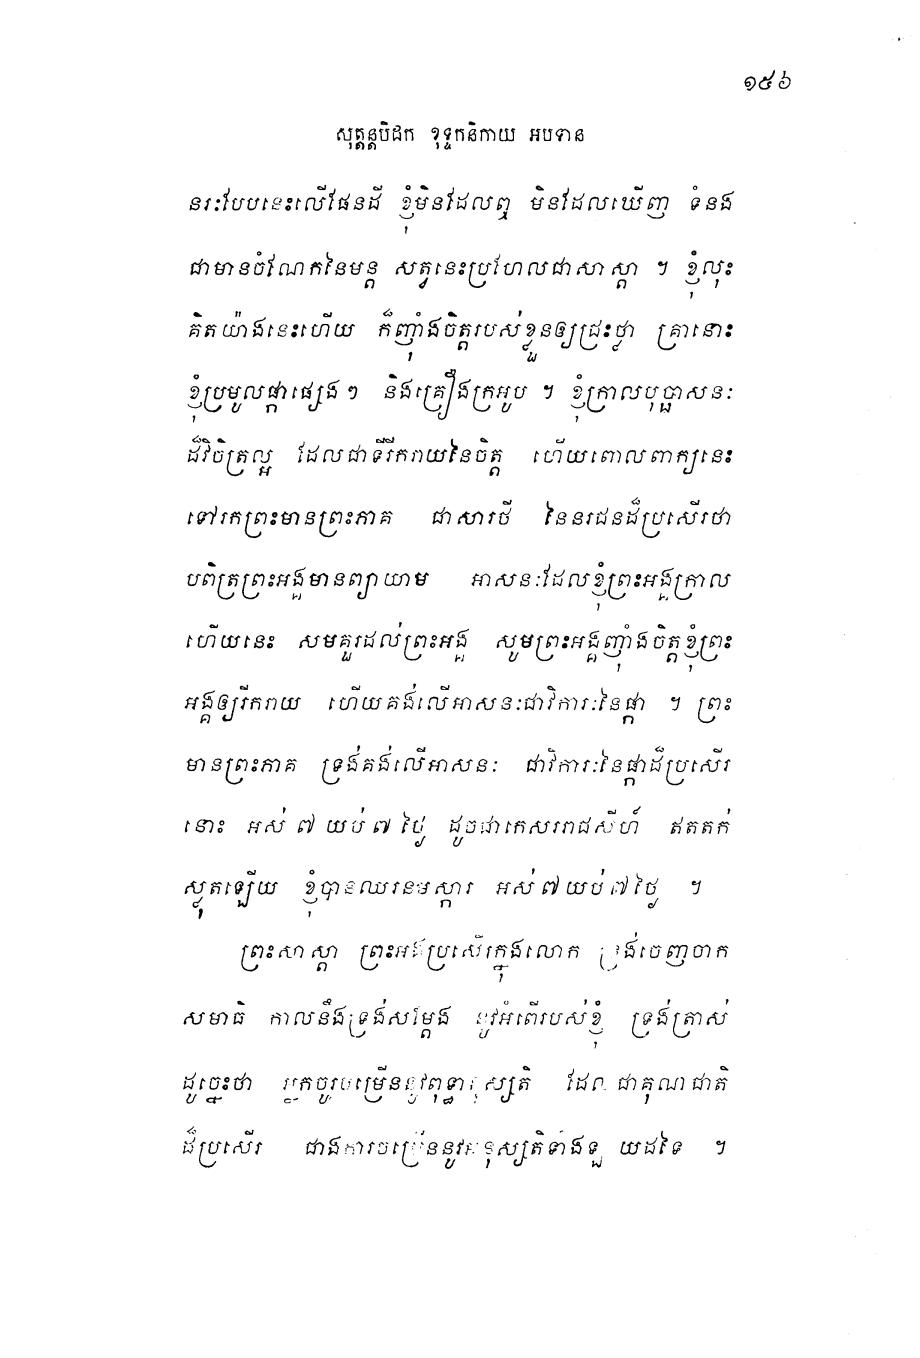 ១៥៦
សុត្តន្តបិដក ខុទ្ទកនិកាយ អបទាន
នរៈបែបនេះលើផែនដី ខ្ញុំមិនដែលឮ មិនដែលឃើញ ទំនង
ជាមានចំណែកនៃមន្ត សត្វនេះប្រហែលជាសាស្តា ។ ខ្ញុំលុះ
គិតយ៉ាងនេះហើយ ក៏ញ៉ាំងចិត្តរបស់ខ្លួនឲ្យជ្រះថ្លា គ្រានោះ
ខ្ញុំប្រមូលផ្កាផ្សេងៗ និងគ្រឿងក្រអូប ។ ខ្ញុំក្រាលបុប្ផាសនៈ
ដ៏វិចិត្រល្អ ដែលជាទីរីករាយនៃចិត្ត ហើយពោលពាក្យនេះ
ទៅរកព្រះមានព្រះភាគ ជាសារថី នៃនរជនដ៏ប្រសើរថា
បពិត្រព្រះអង្គមានព្យាយាម អាសនៈដែលខ្ញុំព្រះអង្គក្រាល
ហើយនេះ សមគួរដល់ព្រះអង្គ សូមព្រះអង្គញ៉ាំងចិត្តខ្ញុំព្រះ
អង្គឲ្យរីករាយ ហើយគង់លើអាសនៈជាវិការៈនៃផ្កា ។ ព្រះ
មានព្រះភាគ ទ្រង់គង់លើអាសនៈ ជាវិការៈនៃផ្កាដ៏ប្រសើរ
នោះ អស់ ៧ យប់ ៧ ថ្ងៃ ដូចជាកេសររាជសីហ៍ ឥតតក់
ស្លុតឡើយ ខ្ញុំបានឈរនមស្ការ អស់ ៧ យប់ ៧ ថ្ងៃ ។
ព្រះសាស្តា ព្រះអង្គប្រសើរក្នុងលោក ទ្រង់ចេញចាក
សមាធិ កាលនឹងទ្រង់សម្តែង នូវអំពើរបស់ខ្ញុំ ទ្រង់ត្រាស់
ដូច្នេះថា អ្នកចូរចម្រើននូវពុទ្ធានុស្សតិ ដែលជាគុណជាតិ
ដ៏ប្រសើរ ជាងការចម្រើននូវអនុស្សតិទាំងឡាយដទៃ ។